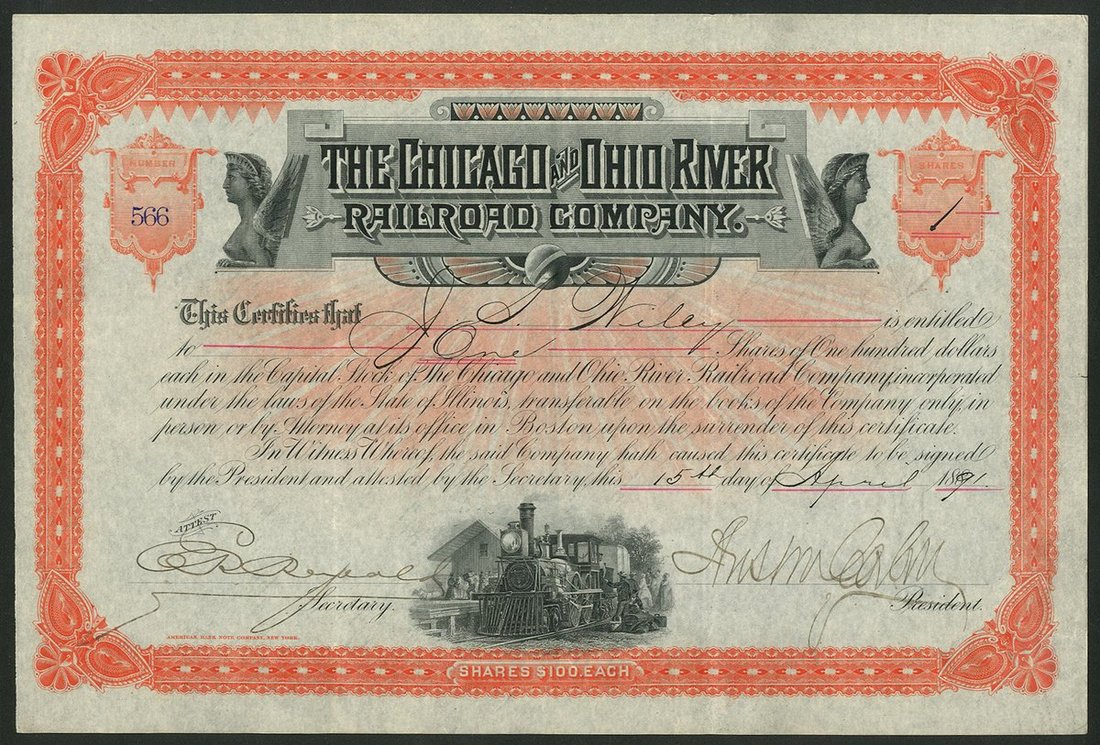 THE CHICAGO AND OHIO RIVER
RAILROAD COMPANY.
NUMBER
566
SHARES
1
This Certifies that J. S. Wiley is entitled
to One Shares of One hundred dollars
each in the Capital Stock of The Chicago and Ohio River Railroad Company, incorporated
under the laws of the State of Illinois, transferable on the books of the Company only, in
person or by Attorney at its office in Boston upon the surrender of this certificate.
In Witness Whereof, the said Company hath caused this certificate to be signed
by the President and attested by the Secretary, this 15th day of April 1891.
ATTEST
Secretary.
President.
AMERICAN BANK NOTE COMPANY, NEW YORK.
SHARES $100. EACH